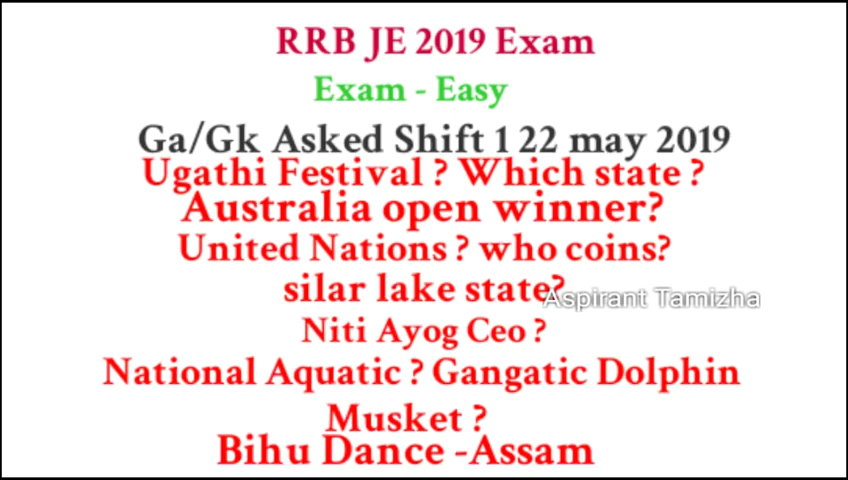 RRB JE 2019 Exam
Exam - Easy
Ga/Gk Asked Shift 1 22 may 2019
Ugathi Festival ? Which state ?
Australia open winner?
United Nations ? who coins?
silar lake state?
Aspirant Tamizha
Niti Ayog Ceo ?
National Aquatic ? Gangatic Dolphin
Musket ?
Bihu Dance -Assam